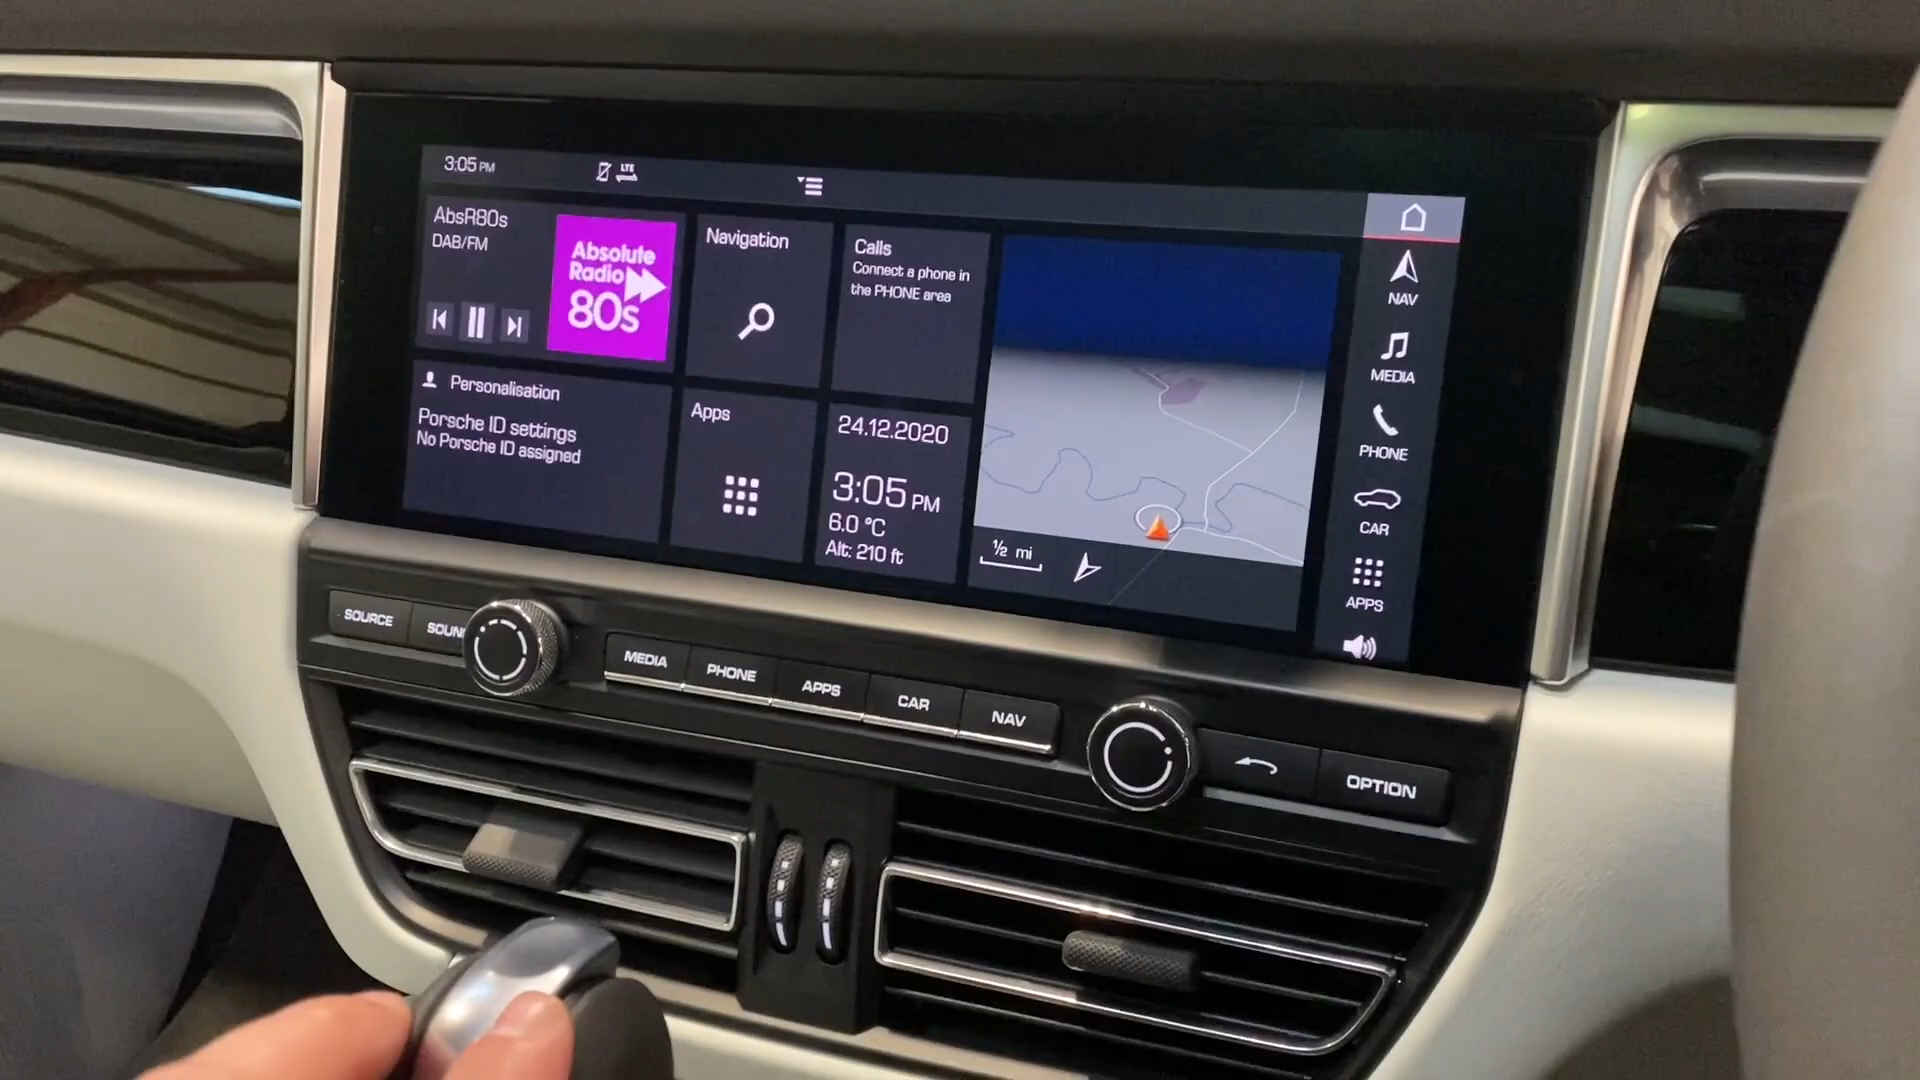 3:05 PM
LTE
AbsR80s
DAB/FM
Absolute
Radio
80s
Navigation
Calls
Connect a phone in
the PHONE area
Personalisation
Porsche ID settings
No Porsche ID assigned
Apps
24.12.2020
3:05 PM
6.0 °C
Alt: 210 ft
½ mi
NAV
MEDIA
PHONE
CAR
APPS
SOURCE
SOUN
MEDIA
PHONE
APPS
CAR
NAV
OPTION